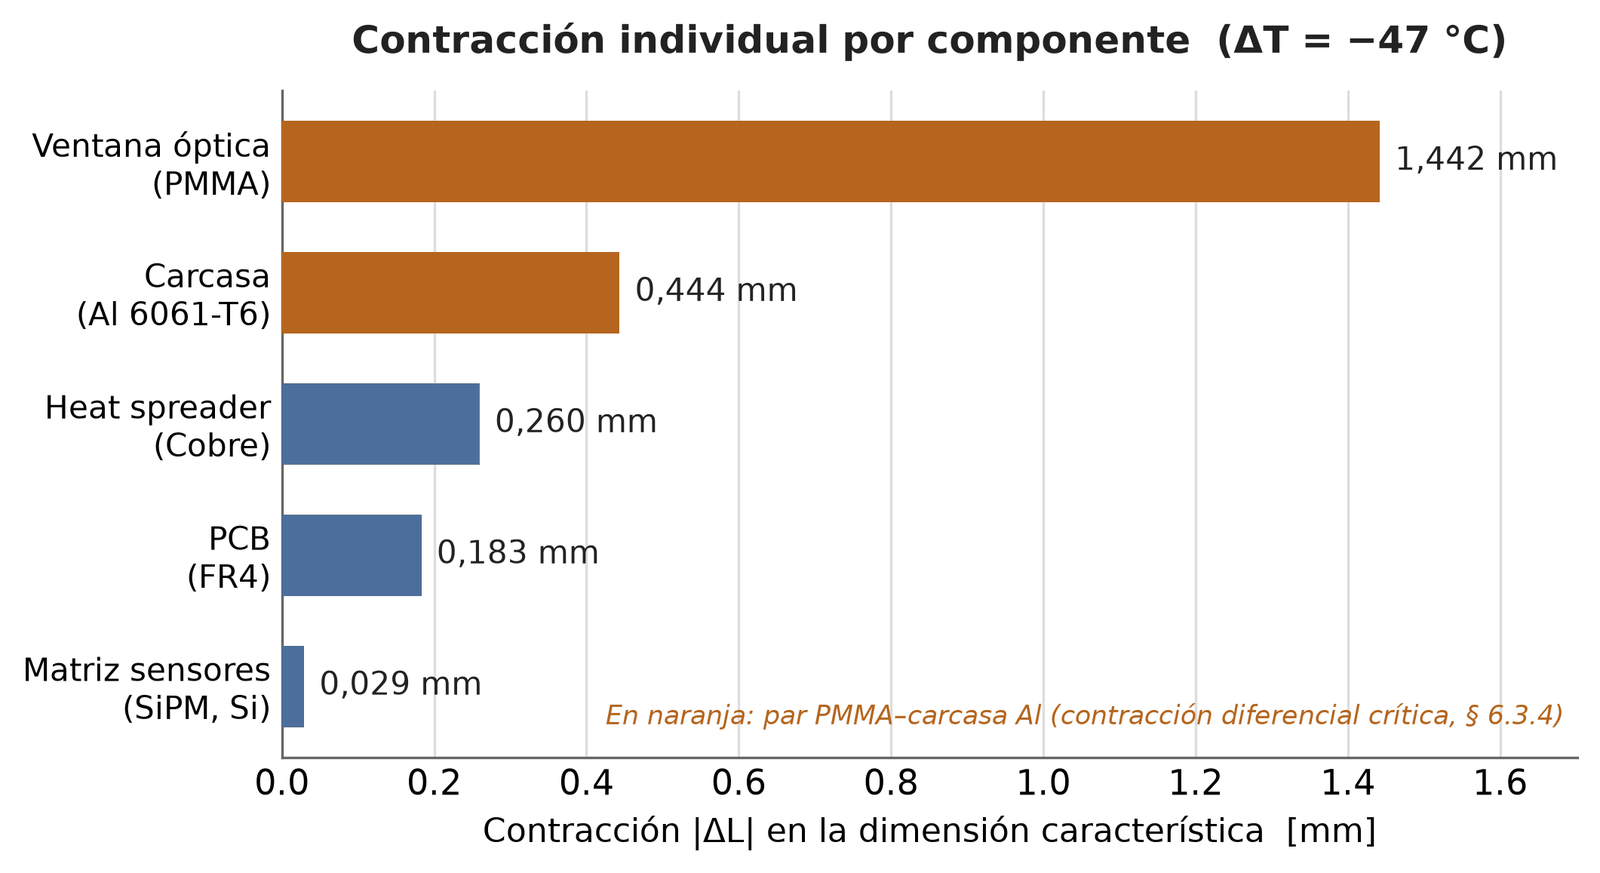 Contracción individual por componente (ΔT = −47 °C)
Ventana óptica
(PMMA)
1,442 mm
Carcasa
(Al 6061-T6)
0,444 mm
Heat spreader
(Cobre)
0,260 mm
PCB
(FR4)
0,183 mm
Matriz sensores
(SiPM, Si)
0,029 mm
En naranja: par PMMA–carcasa Al (contracción diferencial crítica, § 6.3.4)
0.0 0.2 0.4 0.6 0.8 1.0 1.2 1.4 1.6
Contracción |ΔL| en la dimensión característica [mm]